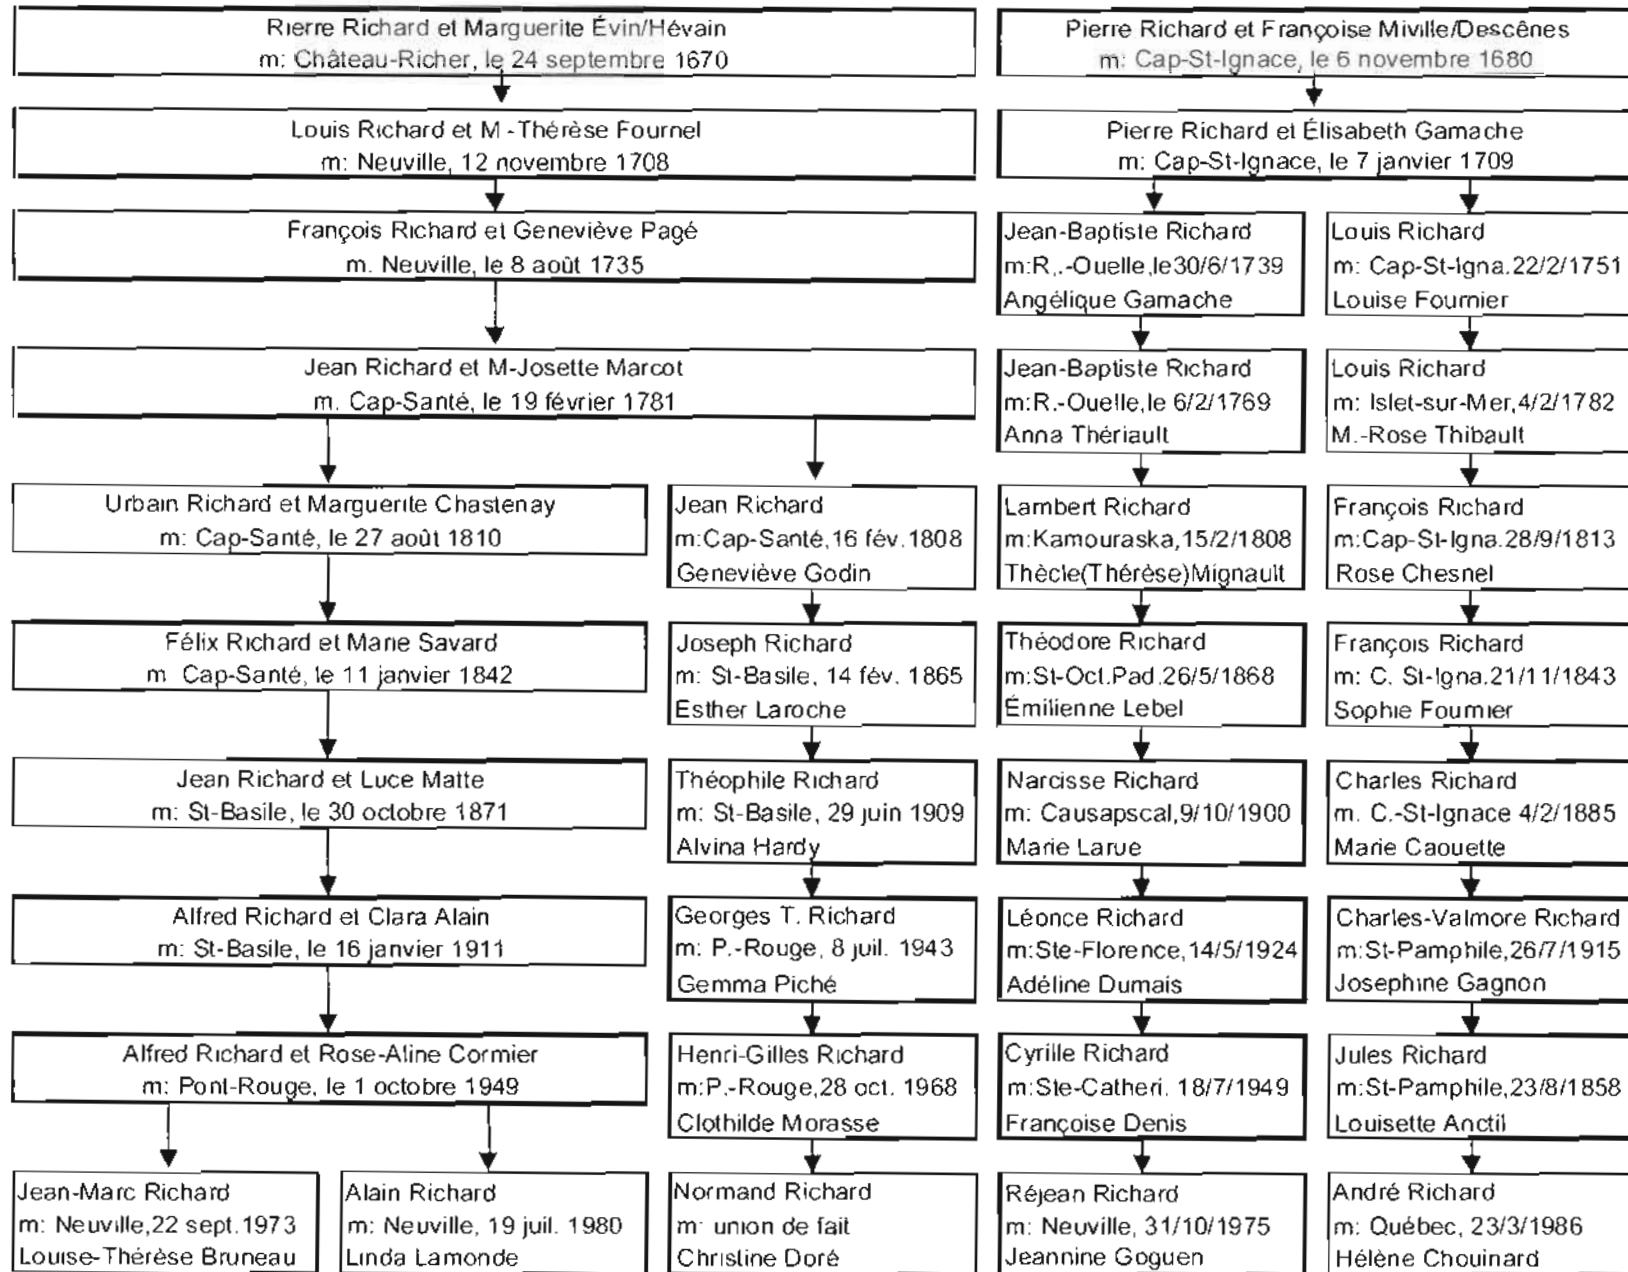 Rierre Richard et Marguerite Évin/Hévain
m: Château-Richer, le 24 septembre 1670
Pierre Richard et Françoise Miville/Descênes
m: Cap-St-Ignace, le 6 novembre 1680
Louis Richard et M -Thérèse Fournel
m: Neuville, 12 novembre 1708
Pierre Richard et Élisabeth Gamache
m: Cap-St-Ignace, le 7 janvier 1709
François Richard et Geneviève Pagé
m. Neuville, le 8 août 1735
Jean-Baptiste Richard
m:R,.-Ouelle,le30/6/1739
Angélique Gamache
Louis Richard
m: Cap-St-Igna.22/2/1751
Louise Fournier
Jean Richard et M-Josette Marcot
m. Cap-Santé, le 19 février 1781
Jean-Baptiste Richard
m:R.-Ouelle,le 6/2/1769
Anna Thériault
Louis Richard
m: Islet-sur-Mer,4/2/1782
M.-Rose Thibault
Urbain Richard et Marguerite Chastenay
m: Cap-Santé, le 27 août 1810
Jean Richard
m:Cap-Santé,16 fév.1808
Geneviève Godin
Lambert Richard
m:Kamouraska,15/2/1808
Thècle(Thérèse)Mignault
François Richard
m:Cap-St-Igna.28/9/1813
Rose Chesnel
Félix Richard et Marie Savard
m Cap-Santé, le 11 janvier 1842
Joseph Richard
m: St-Basile, 14 fév. 1865
Esther Laroche
Théodore Richard
m:St-Oct.Pad.26/5/1868
Émilienne Lebel
François Richard
m: C. St-Igna.21/11/1843
Sophie Fournier
Jean Richard et Luce Matte
m: St-Basile, le 30 octobre 1871
Théophile Richard
m: St-Basile, 29 juin 1909
Alvina Hardy
Narcisse Richard
m: Causapscal,9/10/1900
Marie Larue
Charles Richard
m. C.-St-Ignace 4/2/1885
Marie Caouette
Alfred Richard et Clara Alain
m: St-Basile, le 16 janvier 1911
Georges T. Richard
m: P.-Rouge, 8 juil. 1943
Gemma Piché
Léonce Richard
m:Ste-Florence,14/5/1924
Adéline Dumais
Charles-Valmore Richard
m:St-Pamphile,26/7/1915
Josephine Gagnon
Alfred Richard et Rose-Aline Cormier
m: Pont-Rouge, le 1 octobre 1949
Henri-Gilles Richard
m:P.-Rouge,28 oct. 1968
Clothilde Morasse
Cyrille Richard
m:Ste-Catheri. 18/7/1949
Françoise Denis
Jules Richard
m:St-Pamphile,23/8/1858
Louisette Anctil
Jean-Marc Richard
m: Neuville,22 sept.1973
Louise-Thérèse Bruneau
Alain Richard
m: Neuville, 19 juil. 1980
Linda Lamonde
Normand Richard
m: union de fait
Christine Doré
Réjean Richard
m: Neuville, 31/10/1975
Jeannine Goguen
André Richard
m: Québec, 23/3/1986
Hélène Chouinard